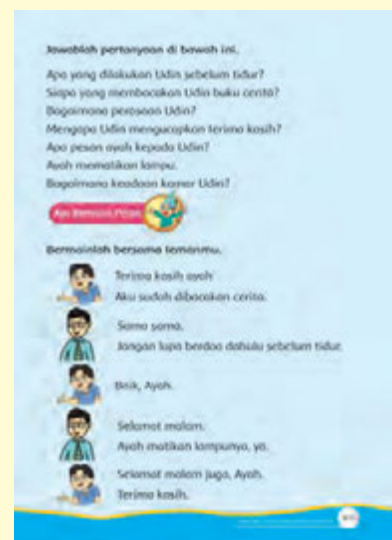 Jawablah pertanyaan di bawah ini.
Apa yang dilakukan Udin sebelum tidur?
Siapa yang membacakan Udin buku cerita?
Bagaimana perasaan Udin?
Mengapa Udin mengucapkan terima kasih?
Apa pesan ayah kepada Udin?
Ayah mematikan lampu.
Bagaimana keadaan kamar Udin?
Ayo Bermain Peran
Bermainlah bersama temanmu.
Terima kasih ayah
Aku sudah dibacakan cerita.
Sama sama.
Jangan lupa berdoa dahulu sebelum tidur.
Baik, Ayah.
Selamat malam.
Ayah matikan lampunya, ya.
Selamat malam juga, Ayah.
Terima kasih.